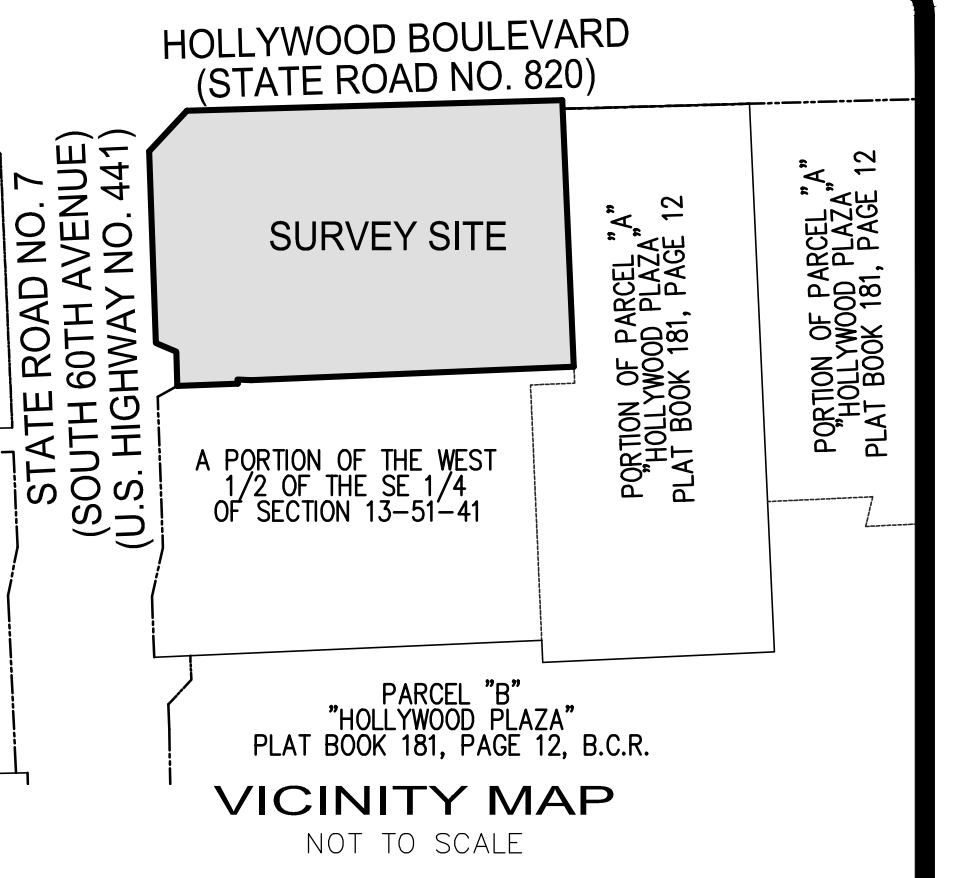 HOLLYWOOD BOULEVARD
(STATE ROAD NO. 820)
STATE ROAD NO. 7
(SOUTH 60TH AVENUE)
(U.S. HIGHWAY NO. 441)
SURVEY SITE
PORTION OF PARCEL "A"
"HOLLYWOOD PLAZA"
PLAT BOOK 181, PAGE 12
PORTION OF PARCEL "A"
"HOLLYWOOD PLAZA"
PLAT BOOK 181, PAGE 12
A PORTION OF THE WEST
1/2 OF THE SE 1/4
OF SECTION 13-51-41
PARCEL "B"
"HOLLYWOOD PLAZA"
PLAT BOOK 181, PAGE 12, B.C.R.
VICINITY MAP
NOT TO SCALE